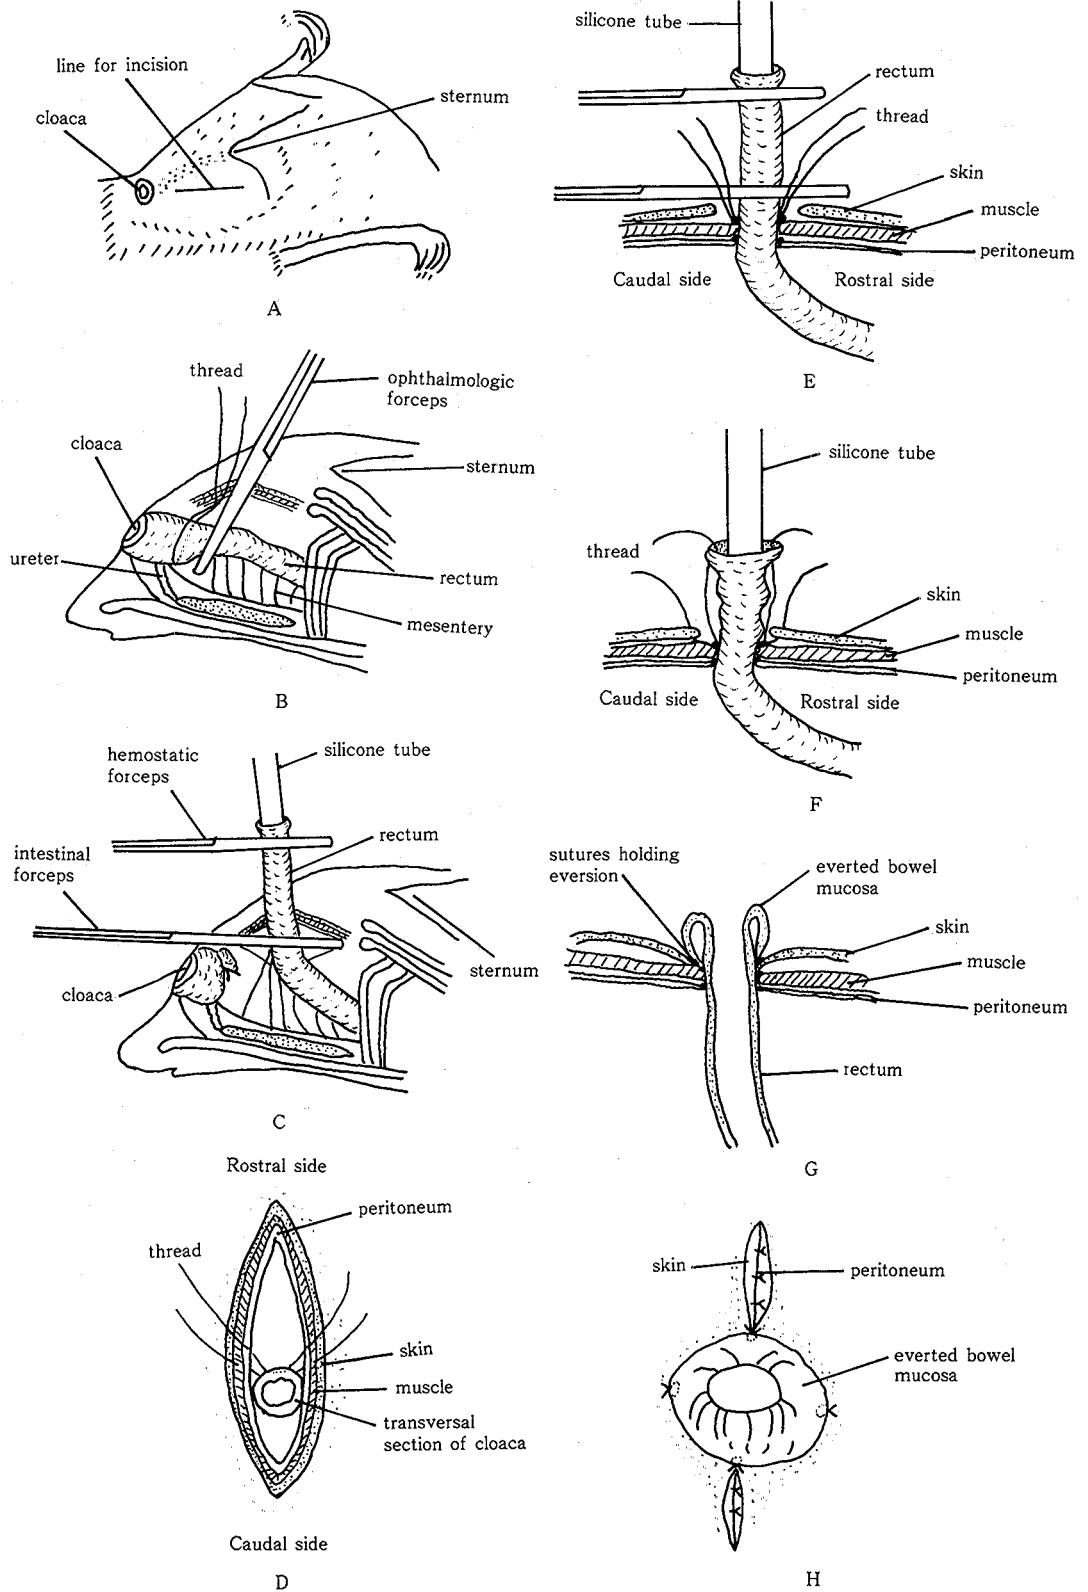 line for incision
cloaca
sternum
A
thread
ophthalmologic
forceps
cloaca
sternum
ureter
rectum
mesentery
B
hemostatic
forceps
silicone tube
rectum
intestinal
forceps
cloaca
sternum
C
Rostral side
peritoneum
thread
skin
muscle
transversal
section of cloaca
Caudal side
D
silicone tube
rectum
thread
skin
muscle
peritoneum
Caudal side
Rostral side
E
silicone tube
thread
skin
muscle
peritoneum
Caudal side
Rostral side
F
sutures holding
eversion
everted bowel
mucosa
skin
muscle
peritoneum
rectum
G
skin
peritoneum
everted bowel
mucosa
H